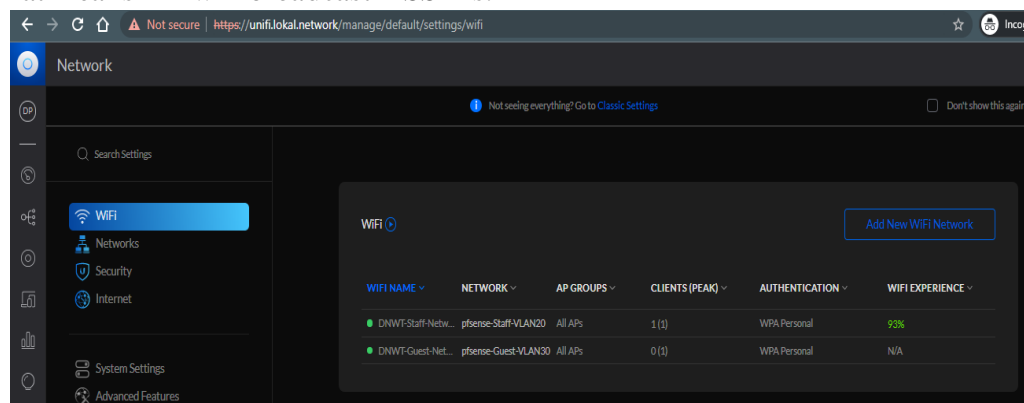 Not secure | https://unifi.lokal.network/manage/default/settings/wifi
Network
DP
Not seeing everything? Go to Classic Settings
Don't show this again
Search Settings
WiFi
Networks
Security
Internet
System Settings
Advanced Features
WiFi
Add New WiFi Network
WIFI NAME NETWORK AP GROUPS CLIENTS (PEAK) AUTHENTICATION WIFI EXPERIENCE
DNWT-Staff-Netw... pfsense-Staff-VLAN20 All APs 1 (1) WPA Personal 93%
DNWT-Guest-Net... pfsense-Guest-VLAN30 All APs 0 (1) WPA Personal N/A